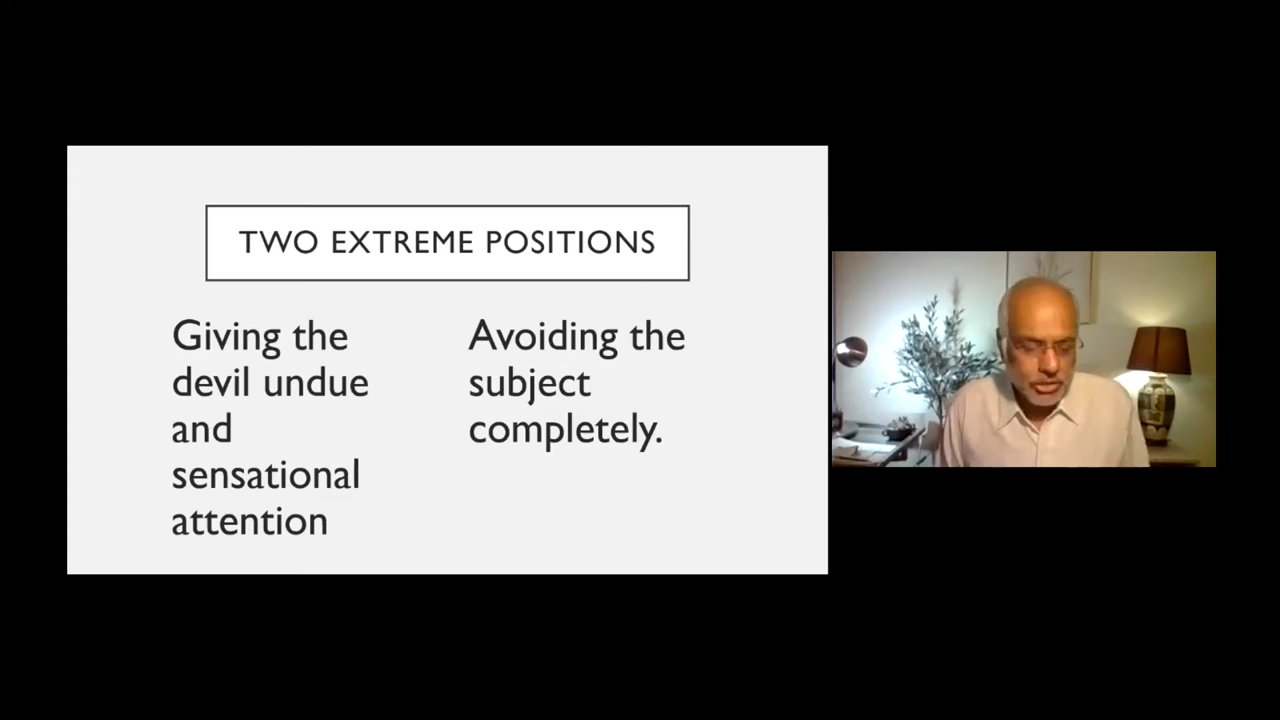 TWO EXTREME POSITIONS
Giving the
devil undue
and
sensational
attention
Avoiding the
subject
completely.